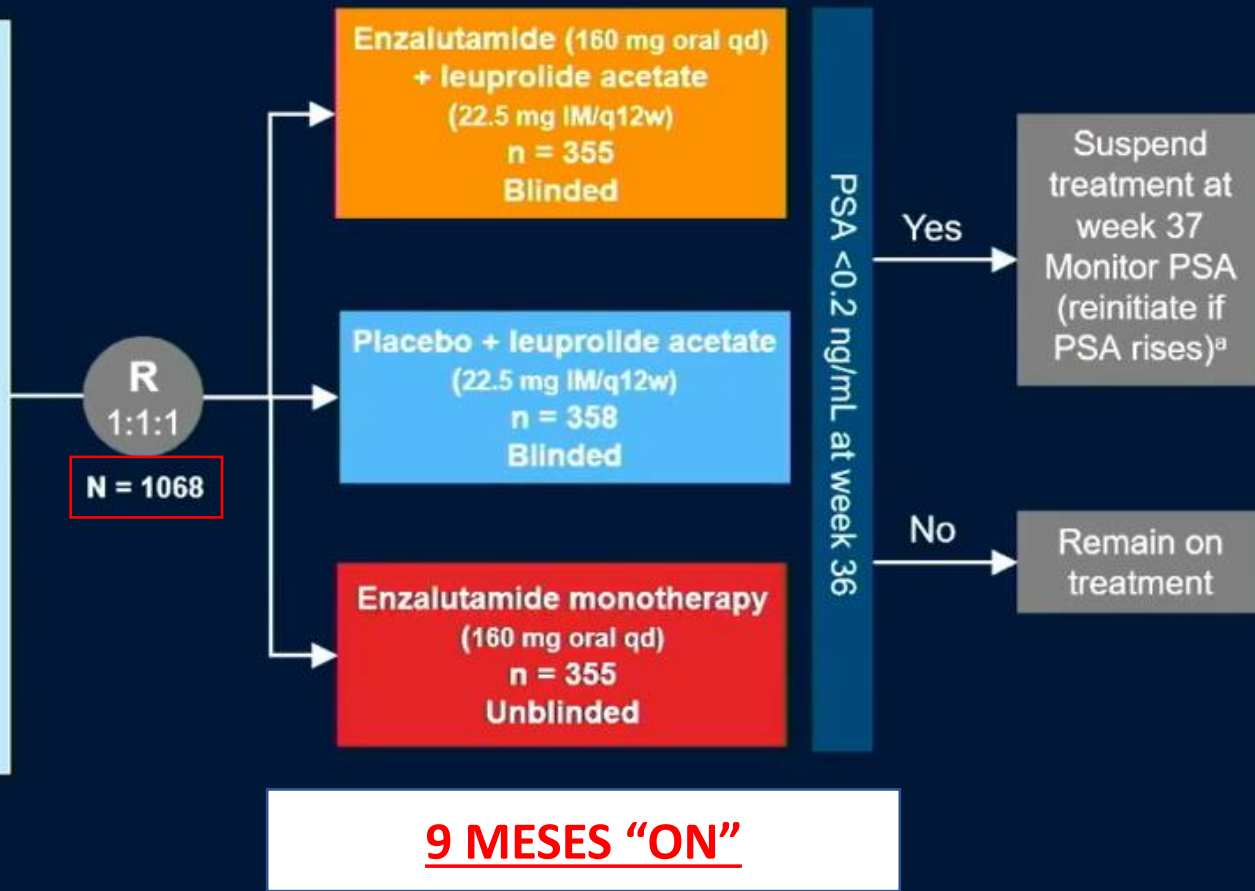 R
1:1:1
N = 1068
Enzalutamide (160 mg oral qd)
+ leuprolide acetate
(22.5 mg IM/q12w)
n = 355
Blinded
Placebo + leuprolide acetate
(22.5 mg IM/q12w)
n = 358
Blinded
Enzalutamide monotherapy
(160 mg oral qd)
n = 355
Unblinded
PSA <0.2 ng/mL at week 36
Yes
Suspend
treatment at
week 37
Monitor PSA
(reinitiate if
PSA rises)ᵃ
No
Remain on
treatment
9 MESES “ON”